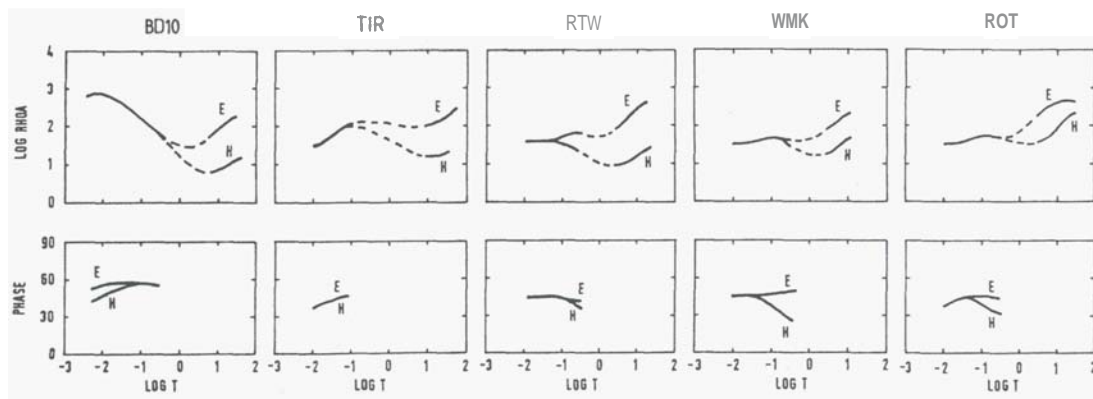 BD10 TIR RTW WMK ROT
4
3
2
1
0
LOG RHOA
E
H
E
H
E
H
E
H
E
H
90
60
30
0
PHASE
E
H
E
H
E
H
E
H
E
H
-3 -2 -1 0 1 2 -3 -2 -1 0 1 2 -3 -2 -1 0 1 2 -3 -2 -1 0 1 2 -3 -2 -1 0 1 2
LOG T LOG T LOG T LOG T LOG T